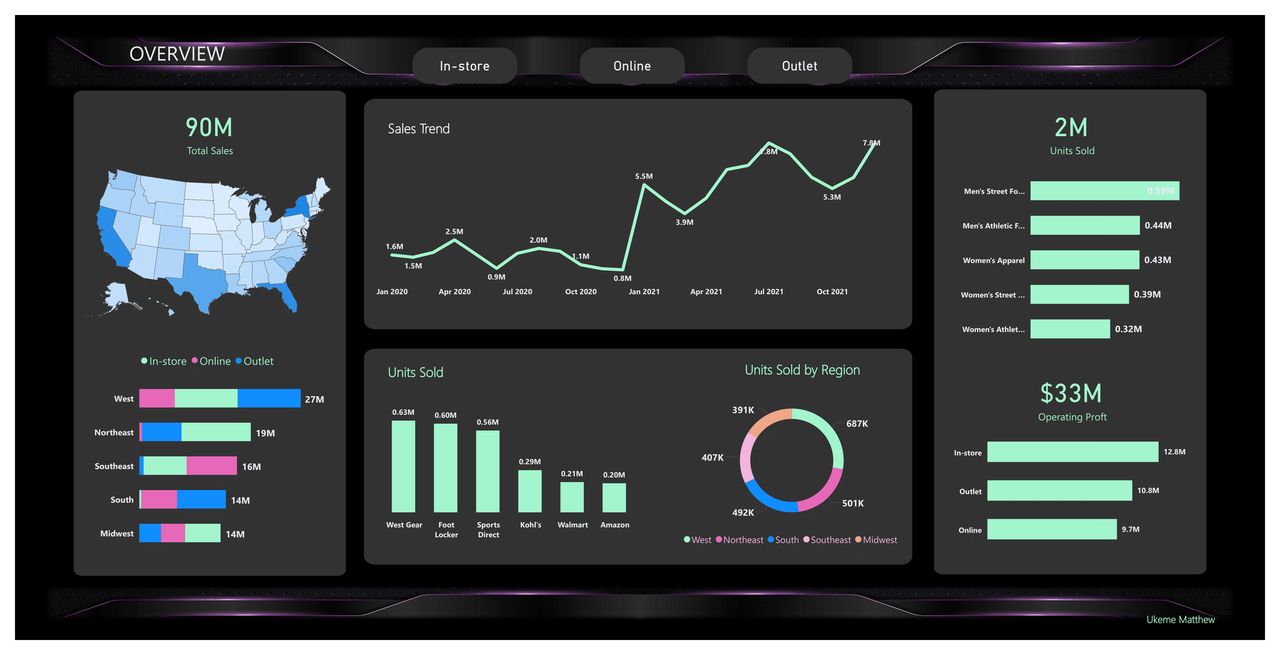 OVERVIEW
In-store
Online
Outlet
90M
Total Sales
In-store Online Outlet
West 27M
Northeast 19M
Southeast 16M
South 14M
Midwest 14M
Sales Trend
1.6M
1.5M
2.5M
0.9M
2.0M
1.1M
0.8M
5.5M
3.9M
7.8M
5.3M
7.8M
Jan 2020 Apr 2020 Jul 2020 Oct 2020 Jan 2021 Apr 2021 Jul 2021 Oct 2021
Units Sold
0.63M 0.60M 0.56M 0.29M 0.21M 0.20M
West Gear Foot Locker Sports Direct Kohl's Walmart Amazon
Units Sold by Region
391K
687K
407K
492K
501K
West Northeast South Southeast Midwest
2M
Units Sold
Men's Street Fo... 0.59M
Men's Athletic F... 0.44M
Women's Apparel 0.43M
Women's Street ... 0.39M
Women's Athlet... 0.32M
$33M
Operating Proft
In-store 12.8M
Outlet 10.8M
Online 9.7M
Ukeme Matthew